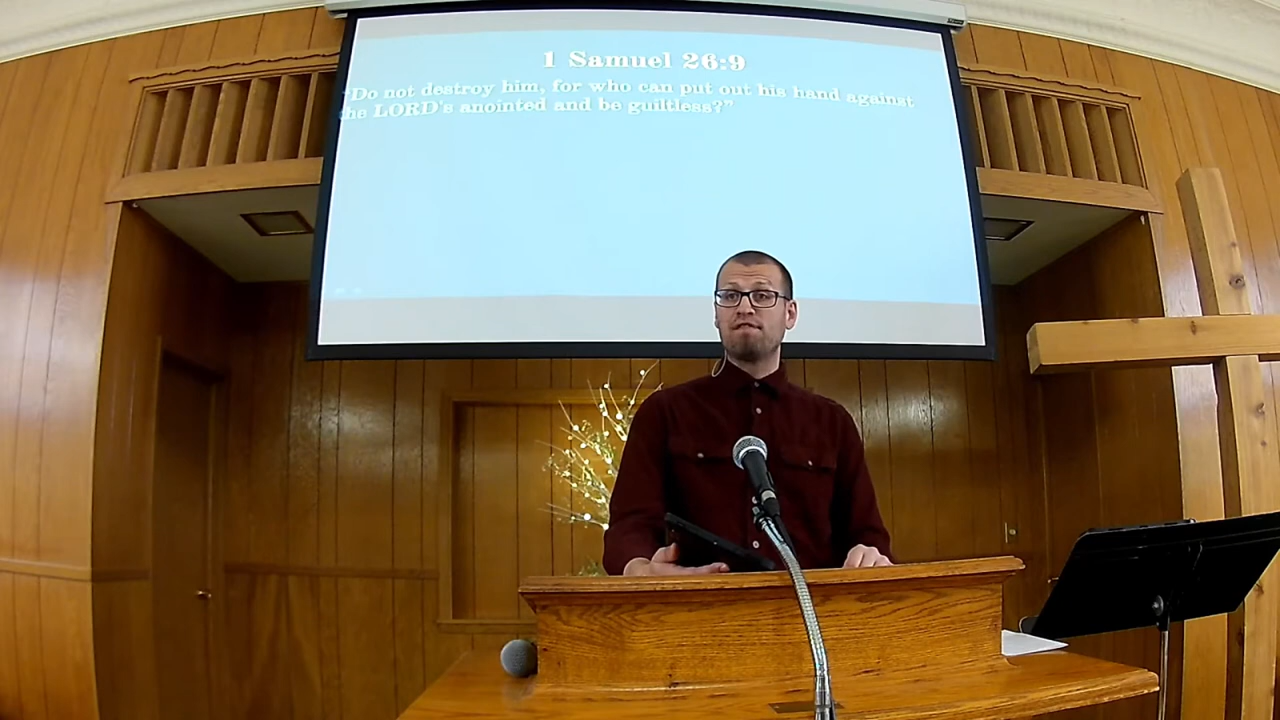 1 Samuel 26:9
“Do not destroy him, for who can put out his hand against
the LORD's anointed and be guiltless?”